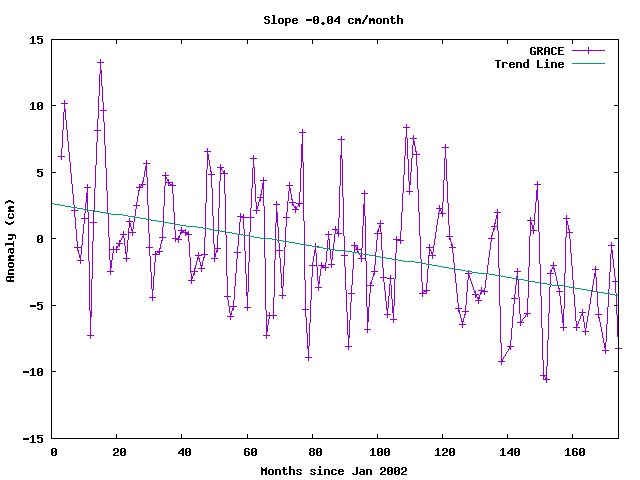 Slope -0.04 cm/month
GRACE
Trend Line
15
10
5
0
-5
-10
-15
Anomaly (cm)
0 20 40 60 80 100 120 140 160
Months since Jan 2002